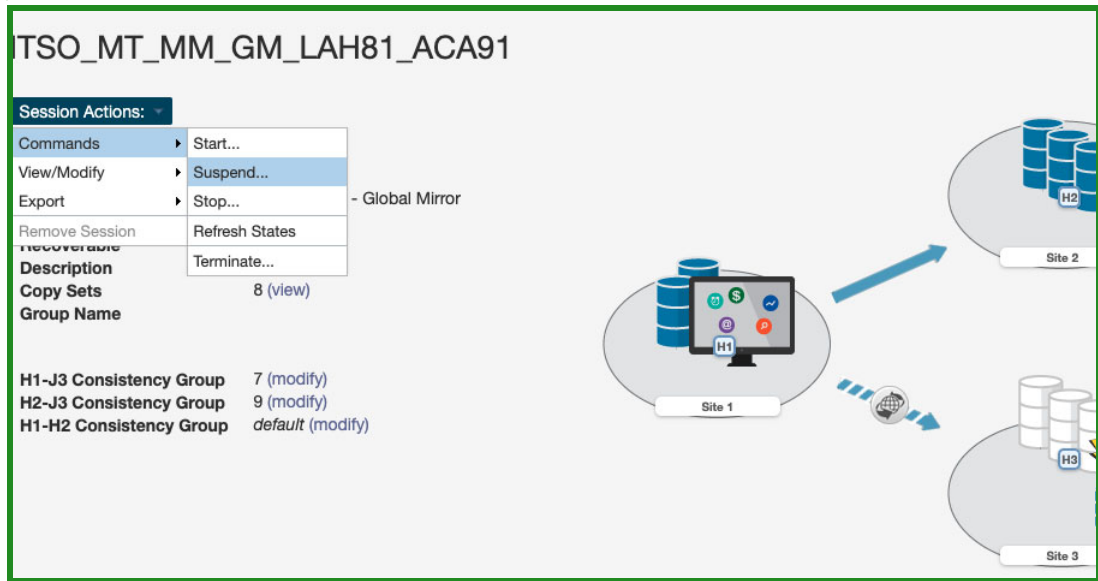 ITSO_MT_MM_GM_LAH81_ACA91
Session Actions:
Commands
Start...
View/Modify
Suspend...
Export
Stop...
- Global Mirror
Remove Session
Refresh States
Recoverable
Description
Terminate...
Copy Sets 8 (view)
Group Name
H1-J3 Consistency Group 7 (modify)
H2-J3 Consistency Group 9 (modify)
H1-H2 Consistency Group default (modify)
H2
Site 2
$
@
H1
Site 1
H3
Site 3